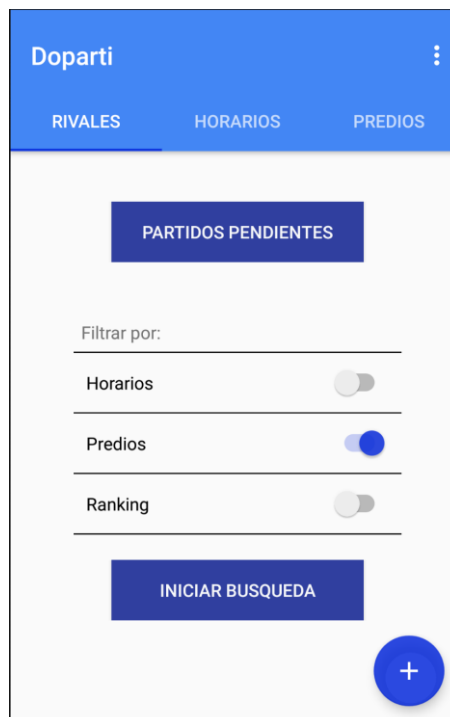 Doparti
RIVALES HORARIOS PREDIOS
PARTIDOS PENDIENTES
Filtrar por:
Horarios
Predios
Ranking
INICIAR BUSQUEDA
+